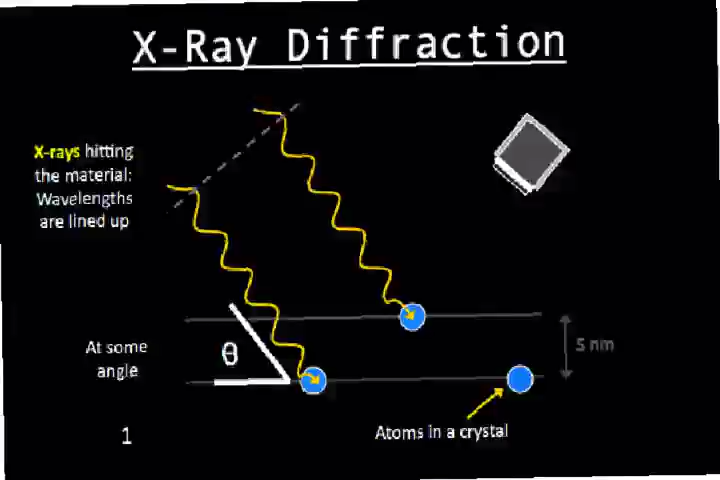 X-Ray Diffraction
X-rays hitting
the material:
Wavelengths
are lined up
At some
angle
θ
5 nm
Atoms in a crystal
1